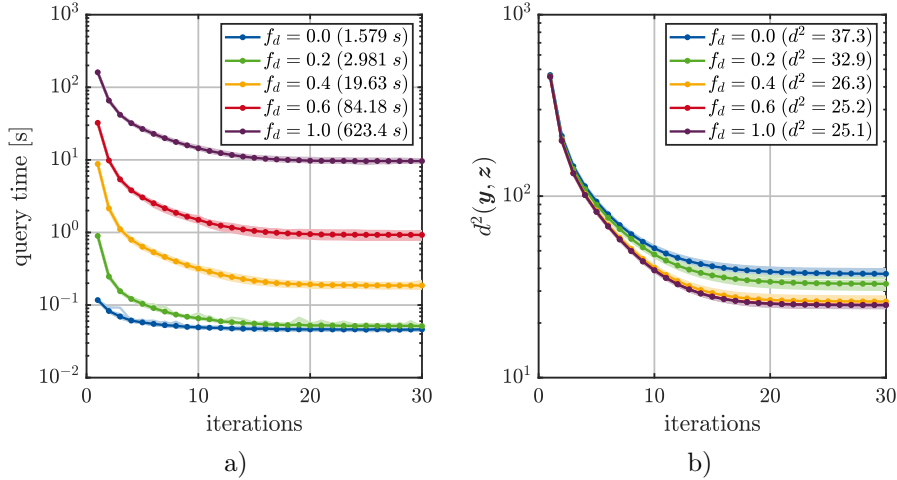 f_d = 0.0 (1.579 s)
f_d = 0.2 (2.981 s)
f_d = 0.4 (19.63 s)
f_d = 0.6 (84.18 s)
f_d = 1.0 (623.4 s)
10^3
10^2
10^1
10^0
10^-1
10^-2
query time [s]
0 10 20 30
iterations
a)
f_d = 0.0 (d^2 = 37.3)
f_d = 0.2 (d^2 = 32.9)
f_d = 0.4 (d^2 = 26.3)
f_d = 0.6 (d^2 = 25.2)
f_d = 1.0 (d^2 = 25.1)
10^3
10^2
10^1
d^2(y, z)
0 10 20 30
iterations
b)